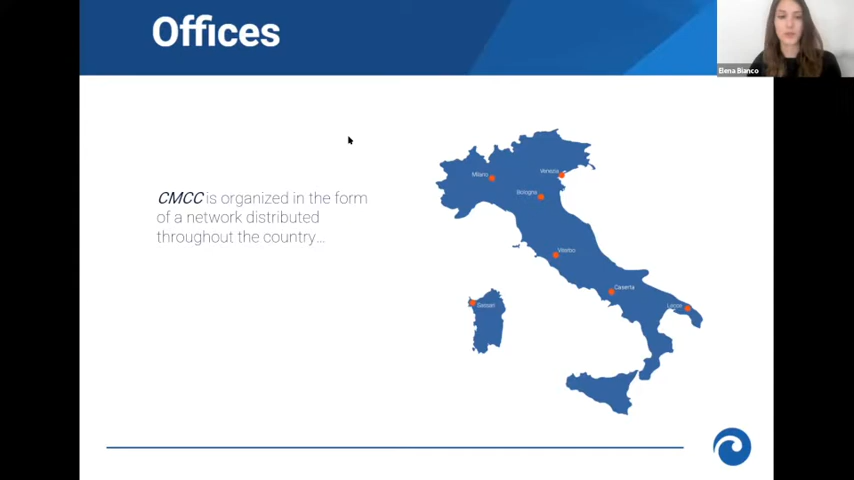 Offices
Elena Bianco
CMCC is organized in the form
of a network distributed
throughout the country...
Milano
Venezia
Bologna
Viterbo
Caserta
Sassari
Lecce